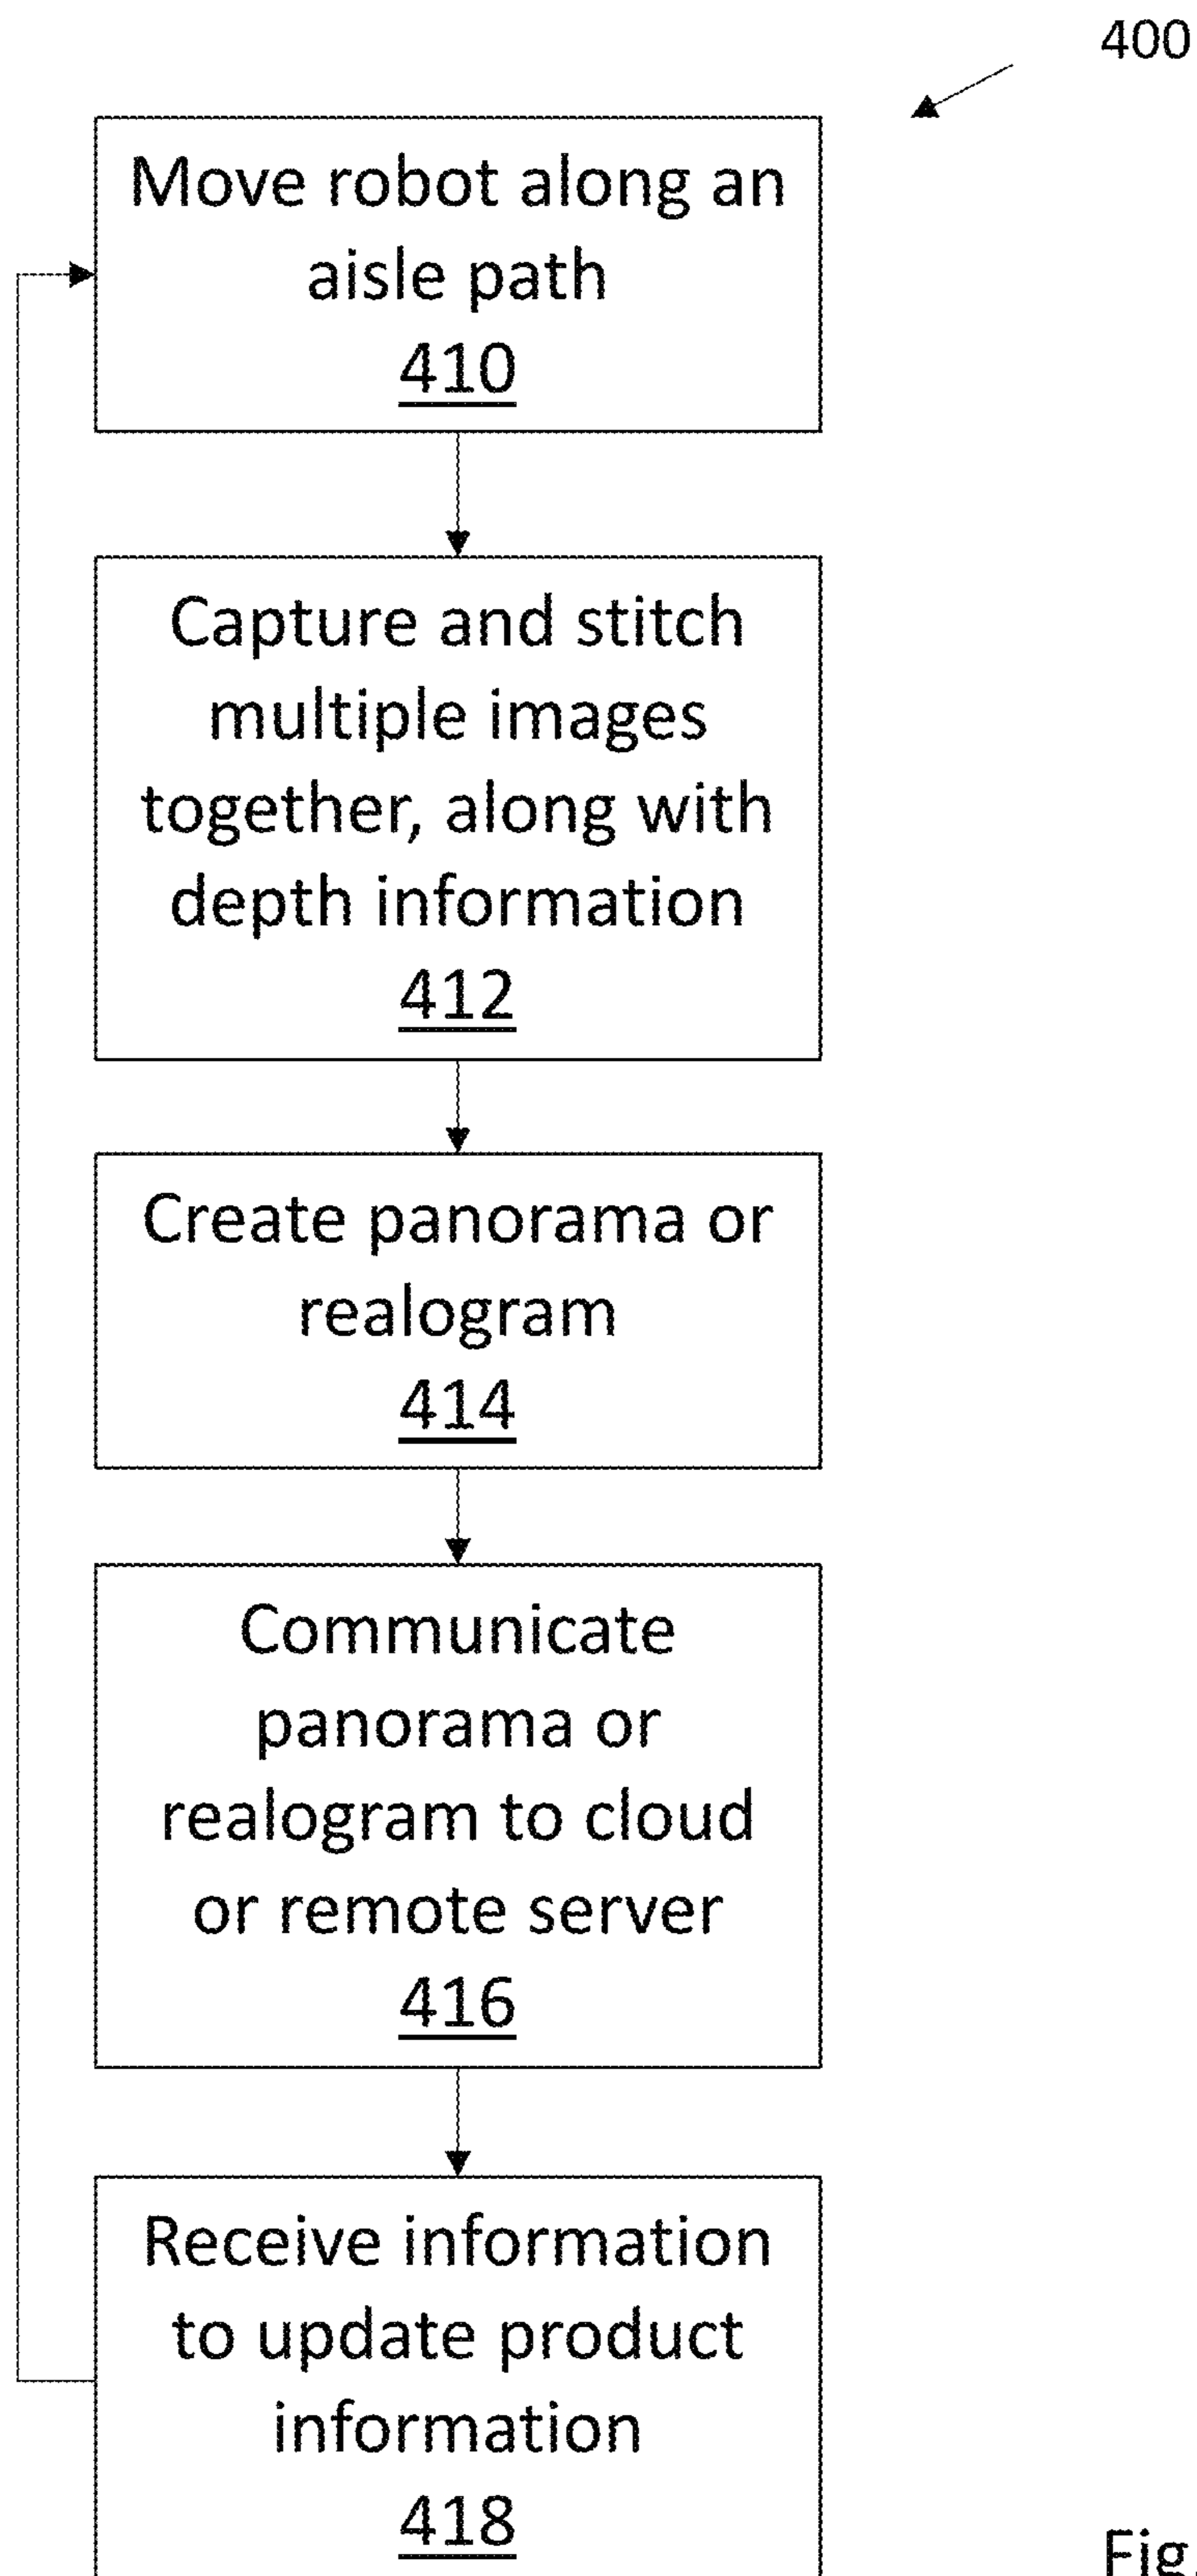 400
Move robot along an
aisle path
410
Capture and stitch
multiple images
together, along with
depth information
412
Create panorama or
realogram
414
Communicate
panorama or
realogram to cloud
or remote server
416
Receive information
to update product
information
418
Fig.